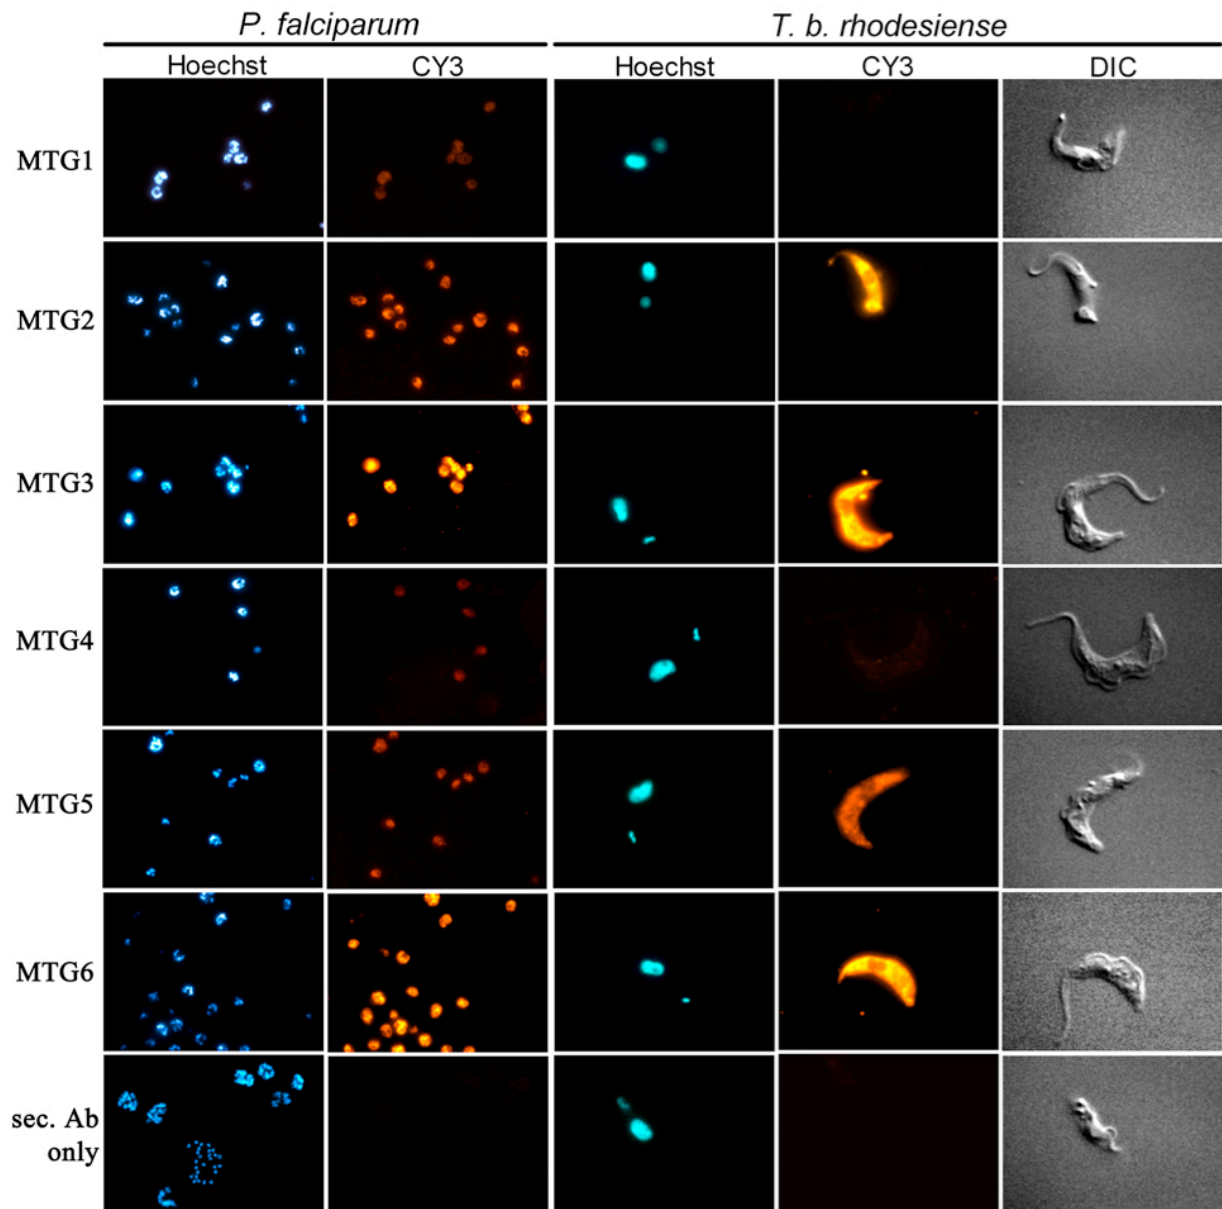 P. falciparum T. b. rhodesiense
Hoechst CY3 Hoechst CY3 DIC
MTG1
MTG2
MTG3
MTG4
MTG5
MTG6
sec. Ab
only